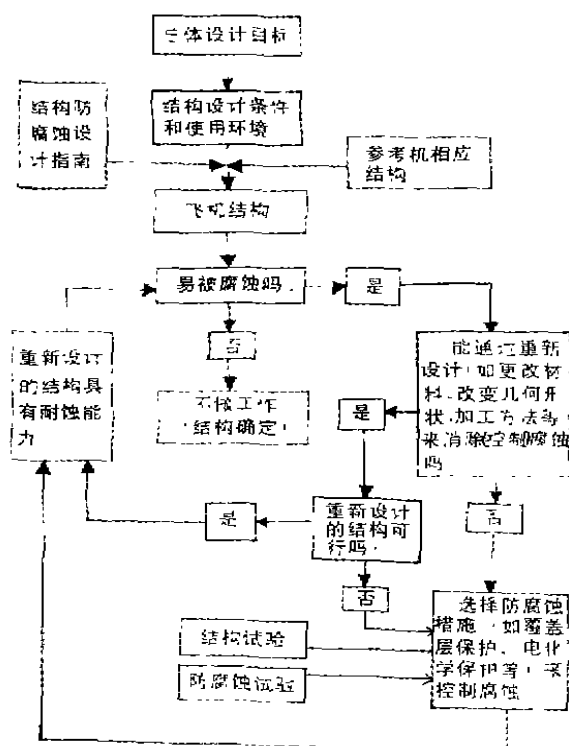 总体设计目标
结构设计条件
和使用环境
结构防
腐蚀设
计指南
参考机相应
结构
飞机结构
易被腐蚀吗
是
否
不做工作
(结构确定)
重新设计
的结构具
有耐蚀能
力
能通过重新
设计(如更改材
料、改变几何形
状、加工方法等)
来消除控制腐蚀
吗
是
重新设计
的结构可
行吗
是
否
否
选择防腐蚀
措施(如覆盖
层保护、电化
学保护等)来
控制腐蚀
结构试验
防腐蚀试验